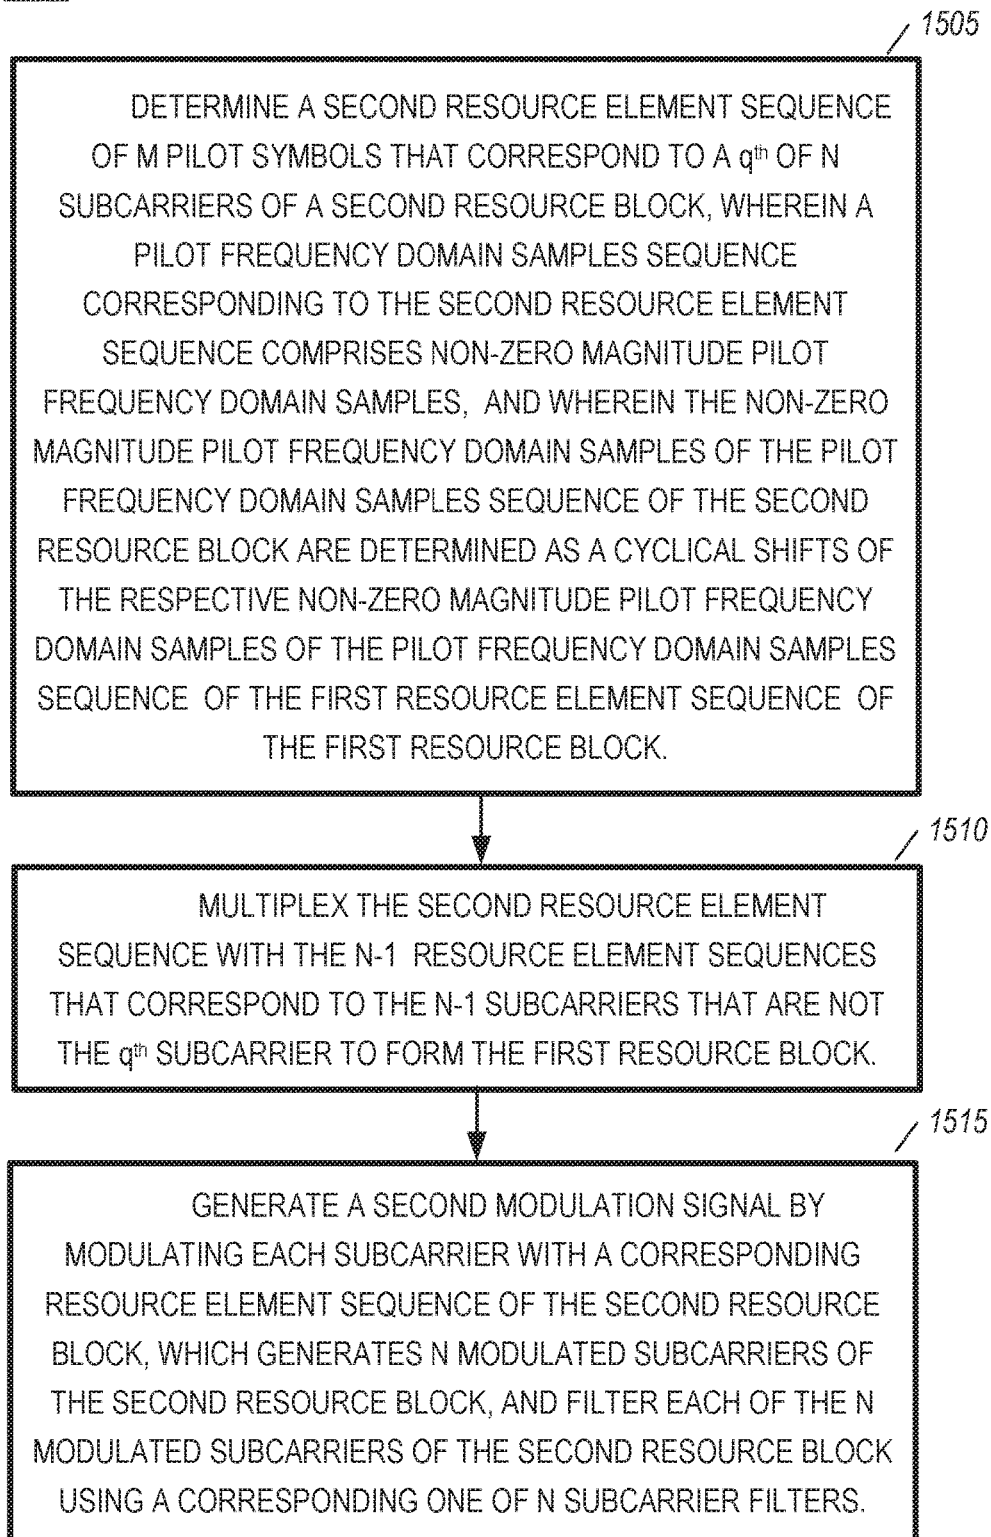 1505
DETERMINE A SECOND RESOURCE ELEMENT SEQUENCE
OF M PILOT SYMBOLS THAT CORRESPOND TO A qth OF N
SUBCARRIERS OF A SECOND RESOURCE BLOCK, WHEREIN A
PILOT FREQUENCY DOMAIN SAMPLES SEQUENCE
CORRESPONDING TO THE SECOND RESOURCE ELEMENT
SEQUENCE COMPRISES NON-ZERO MAGNITUDE PILOT
FREQUENCY DOMAIN SAMPLES, AND WHEREIN THE NON-ZERO
MAGNITUDE PILOT FREQUENCY DOMAIN SAMPLES OF THE PILOT
FREQUENCY DOMAIN SAMPLES SEQUENCE OF THE SECOND
RESOURCE BLOCK ARE DETERMINED AS A CYCLICAL SHIFTS OF
THE RESPECTIVE NON-ZERO MAGNITUDE PILOT FREQUENCY
DOMAIN SAMPLES OF THE PILOT FREQUENCY DOMAIN SAMPLES
SEQUENCE OF THE FIRST RESOURCE ELEMENT SEQUENCE OF
THE FIRST RESOURCE BLOCK.
1510
MULTIPLEX THE SECOND RESOURCE ELEMENT
SEQUENCE WITH THE N-1 RESOURCE ELEMENT SEQUENCES
THAT CORRESPOND TO THE N-1 SUBCARRIERS THAT ARE NOT
THE qth SUBCARRIER TO FORM THE FIRST RESOURCE BLOCK.
1515
GENERATE A SECOND MODULATION SIGNAL BY
MODULATING EACH SUBCARRIER WITH A CORRESPONDING
RESOURCE ELEMENT SEQUENCE OF THE SECOND RESOURCE
BLOCK, WHICH GENERATES N MODULATED SUBCARRIERS OF
THE SECOND RESOURCE BLOCK, AND FILTER EACH OF THE N
MODULATED SUBCARRIERS OF THE SECOND RESOURCE BLOCK
USING A CORRESPONDING ONE OF N SUBCARRIER FILTERS.